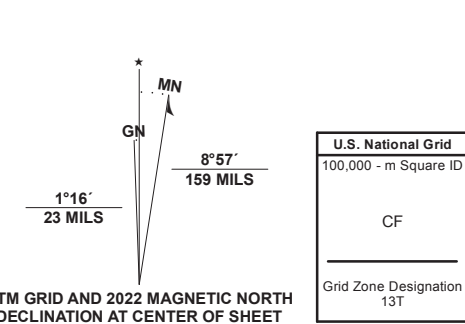 ★
MN
GN
8°57´
159 MILS
1°16´
23 MILS
TM GRID AND 2022 MAGNETIC NORTH
DECLINATION AT CENTER OF SHEET
U.S. National Grid
100,000 - m Square ID
CF
Grid Zone Designation
13T